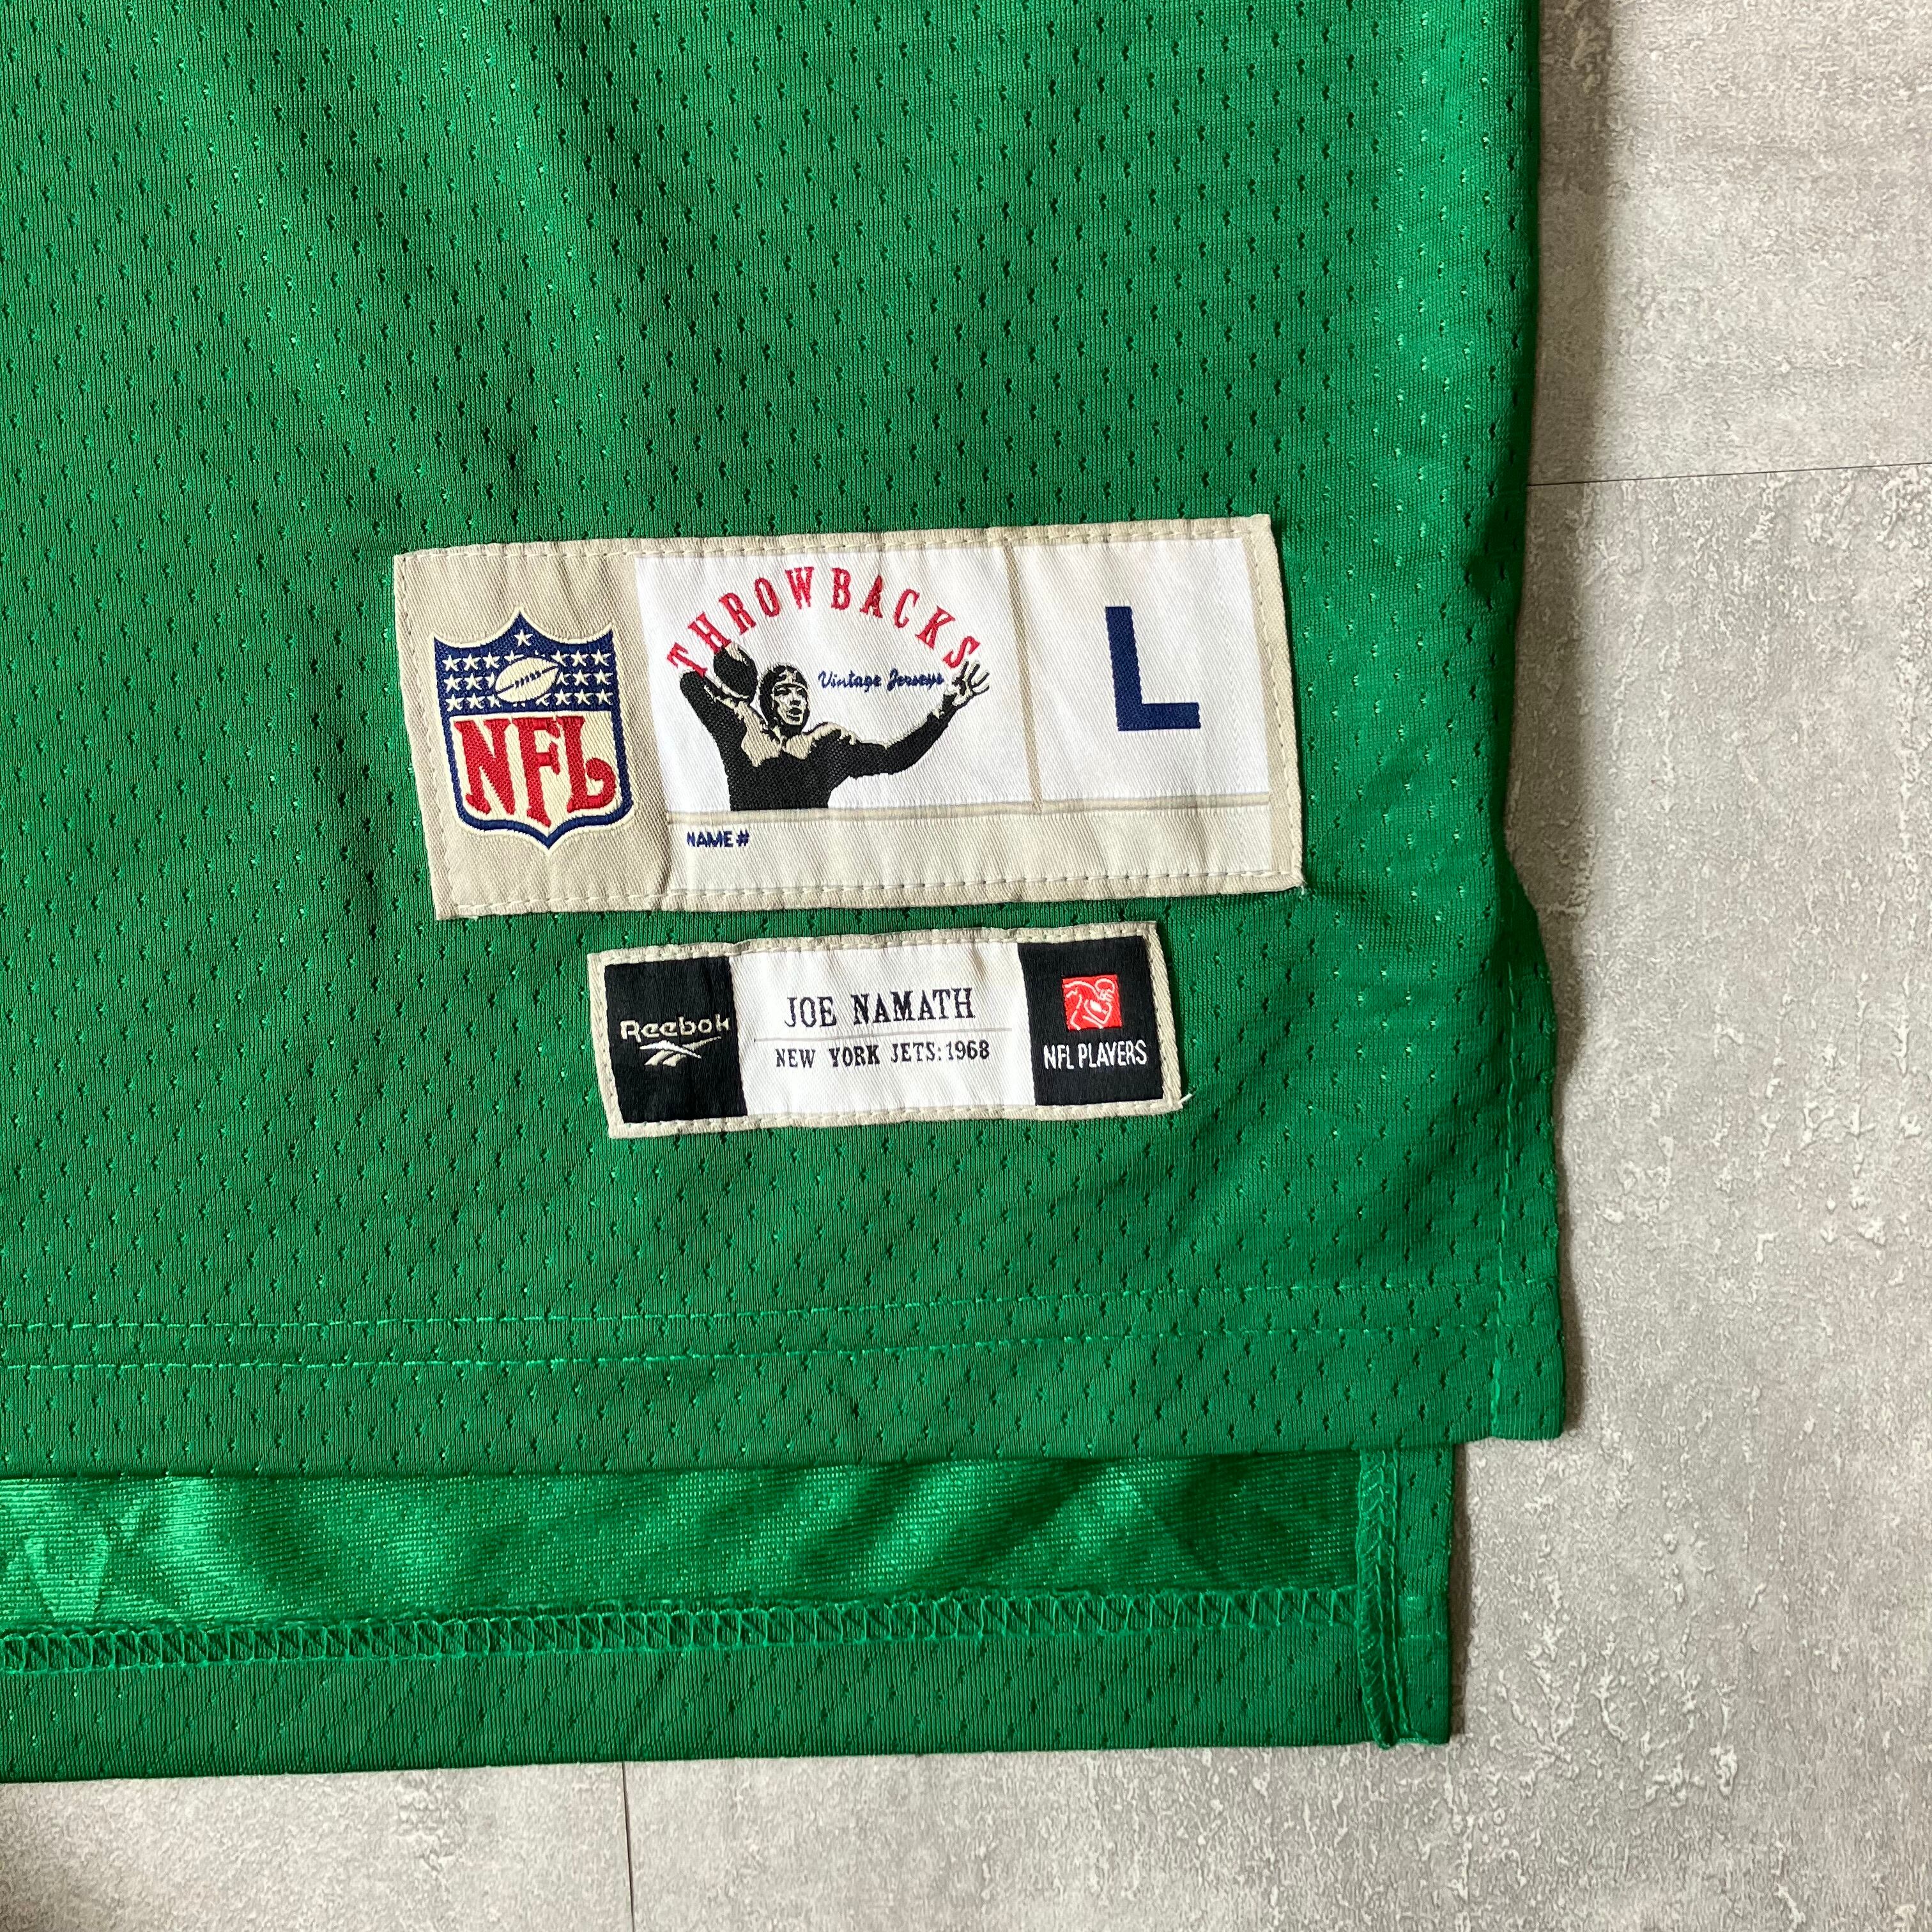 THROWBACKS
Vintage Jerseys
L
NFL
NAME #
Reebok
JOE NAMATH
NEW YORK JETS:1968
NFL PLAYERS